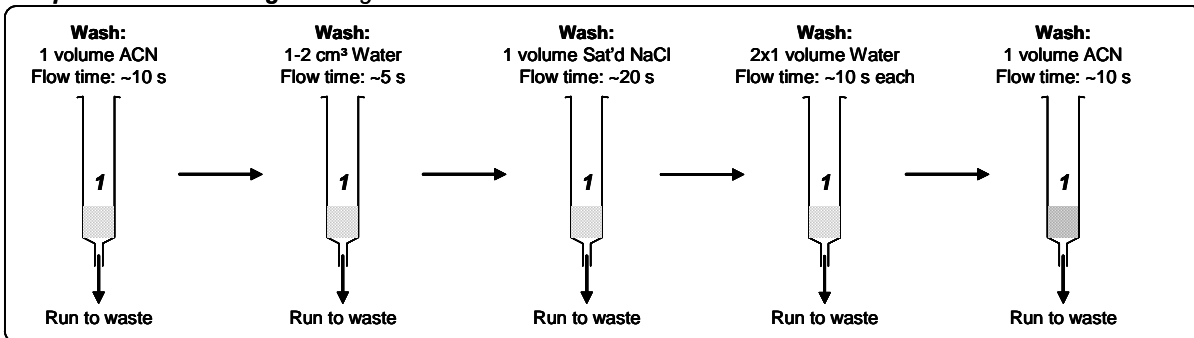 Wash:
1 volume ACN
Flow time: ~10 s
Wash:
1-2 cm³ Water
Flow time: ~5 s
Wash:
1 volume Sat'd NaCl
Flow time: ~20 s
Wash:
2x1 volume Water
Flow time: ~10 s each
Wash:
1 volume ACN
Flow time: ~10 s
1
1
1
1
1
Run to waste
Run to waste
Run to waste
Run to waste
Run to waste